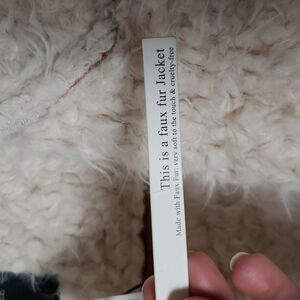 This is a faux fur Jacket
Made with Faux Fur: very soft to the touch & cruelty-free